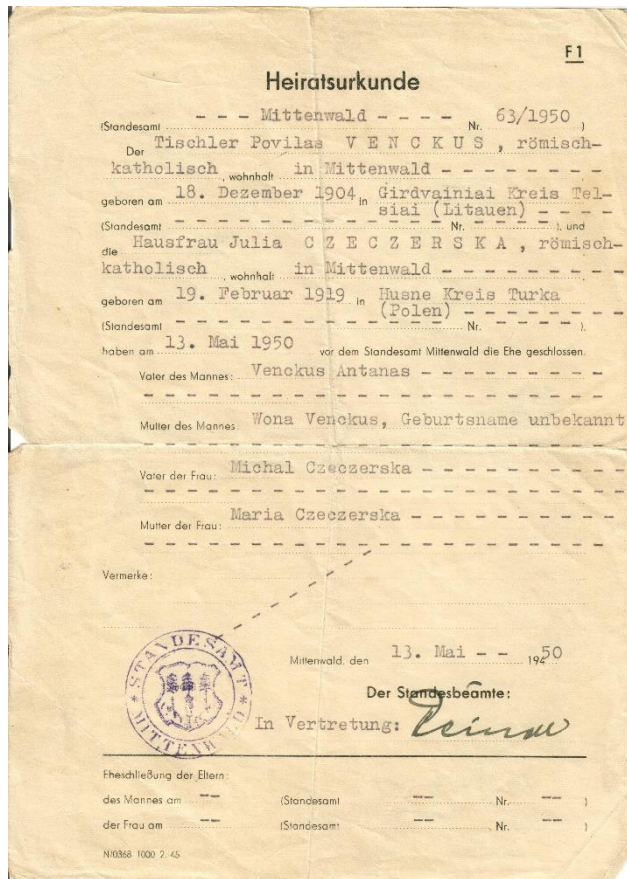 F1
Heiratsurkunde
(Standesamt - - - Mittenwald - - - - Nr. 63/1950 )
Der Tischler Povilas V E N C K U S , römisch-
katholisch , wohnhaft in Mittenwald - - - - - - - -
geboren am 18. Dezember 1904 in Girdvainiai Kreis Tel-
siai (Litauen) - - - -
(Standesamt - - - - - - - - - - - - Nr. - - - - - ), und
die Hausfrau Julia C Z E C Z E R S K A , römisch-
katholisch , wohnhaft in Mittenwald - - - - - - - - -
geboren am 19. Februar 1919 in Husne Kreis Turka
(Polen) - - - - - - -
(Standesamt - - - - - - - - - - - - Nr. - - - - - ).
haben am 13. Mai 1950 vor dem Standesamt Mittenwald die Ehe geschlossen.
Vater des Mannes: Venckus Antanas - - - - - - - - -
Mutter des Mannes: Wona Venckus, Geburtsname unbekannt
Vater der Frau: Michal Czeczerska - - - - - - - - -
Mutter der Frau: Maria Czeczerska - - - - - - - - - -
Vermerke:
Mittenwald, den 13. Mai - - 19450
Der Standesbeamte:
In Vertretung:
STANDESAMT
* MITTENWALD *
Eheschließung der Eltern:
des Mannes am -- (Standesamt -- Nr. -- )
der Frau am -- (Standesamt -- Nr. -- )
N/0368 1000 2. 45